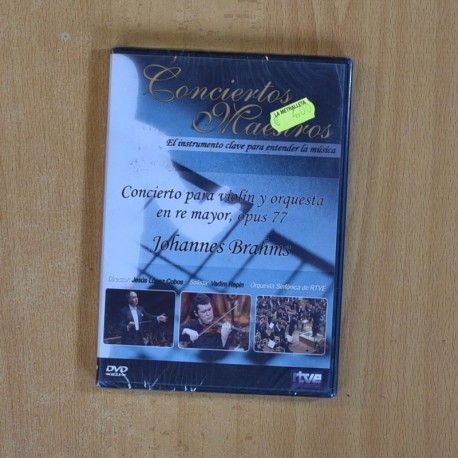 Conciertos
Maestros
LA METRALLETA
El instrumento clave para entender la música
Concierto para violín y orquesta
en re mayor, opus 77
Johannes Brahms
Director: Jesús López Cobos Solista: Vadim Repin Orquesta Sinfónica de RTVE
DVD
rtve